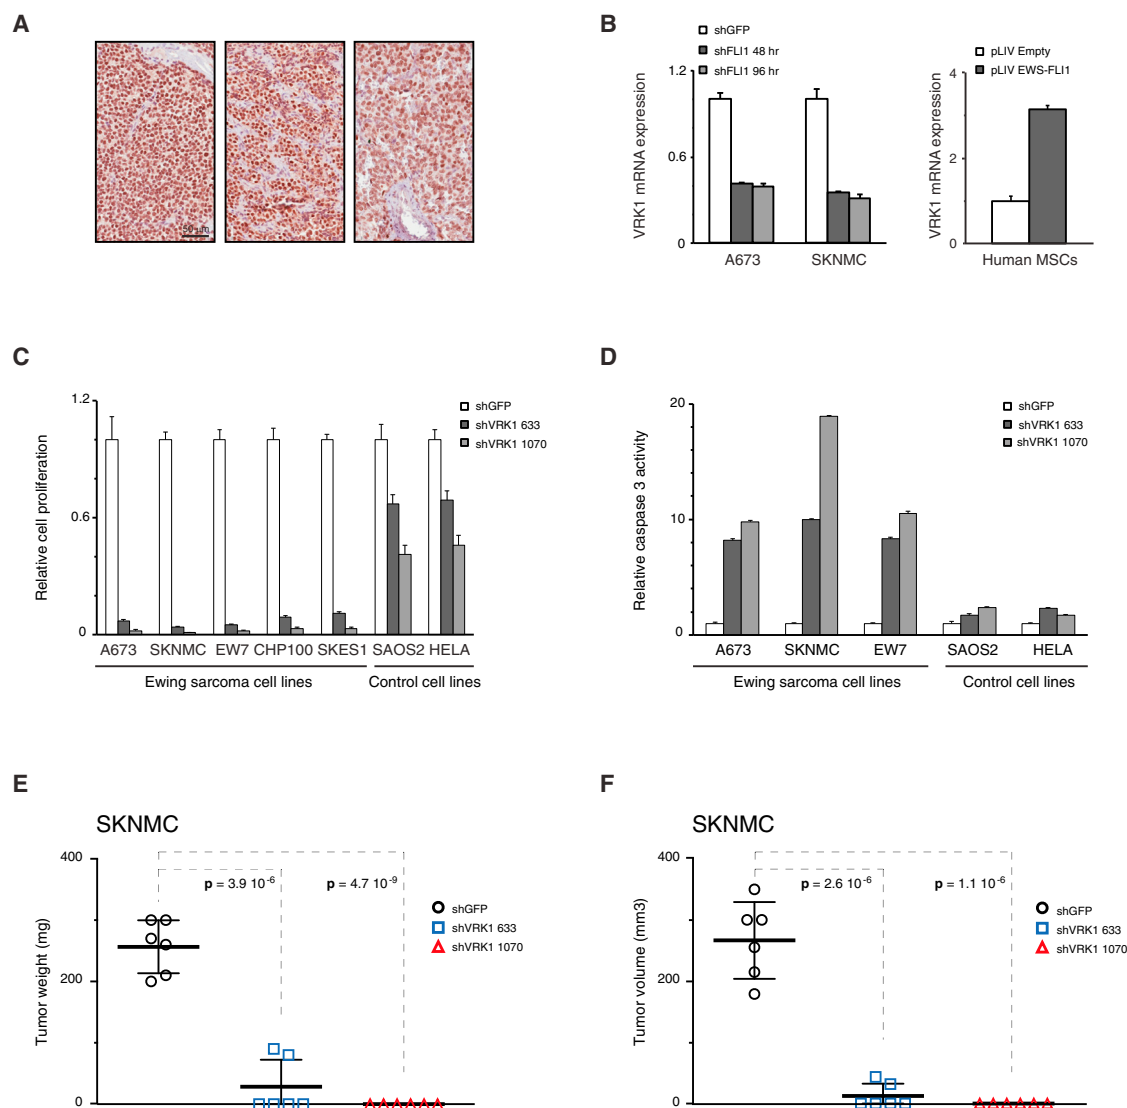 A
50 µm
B
shGFP
shFLI1 48 hr
shFLI1 96 hr
VRK1 mRNA expression
1.2
0.6
0
A673 SKNMC
pLIV Empty
pLIV EWS-FLI1
VRK1 mRNA expression
4
2
0
Human MSCs
C
Relative cell proliferation
1.2
0.6
0
shGFP
shVRK1 633
shVRK1 1070
A673 SKNMC EW7 CHP100 SKES1 SAOS2 HELA
Ewing sarcoma cell lines Control cell lines
D
Relative caspase 3 activity
20
10
0
shGFP
shVRK1 633
shVRK1 1070
A673 SKNMC EW7 SAOS2 HELA
Ewing sarcoma cell lines Control cell lines
E
SKNMC
Tumor weight (mg)
400
200
0
p = 3.9 10-6 p = 4.7 10-9
shGFP
shVRK1 633
shVRK1 1070
F
SKNMC
Tumor volume (mm3)
400
200
0
p = 2.6 10-6 p = 1.1 10-6
shGFP
shVRK1 633
shVRK1 1070